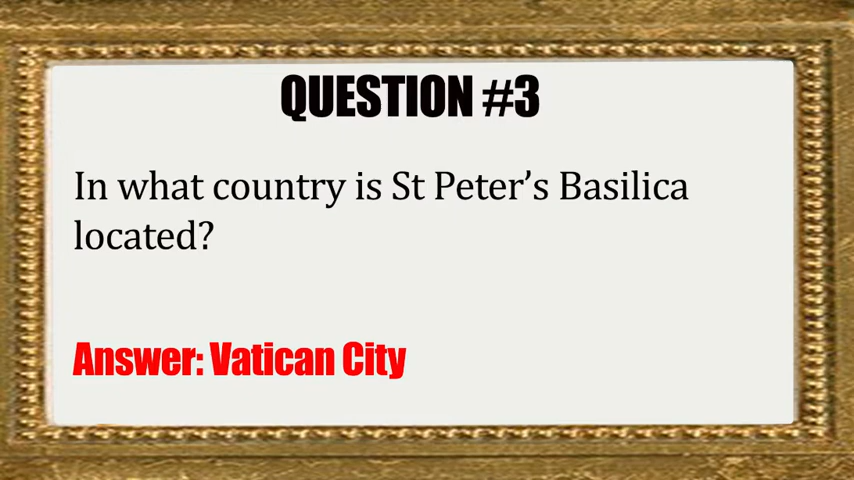 QUESTION #3
In what country is St Peter’s Basilica
located?
Answer: Vatican City